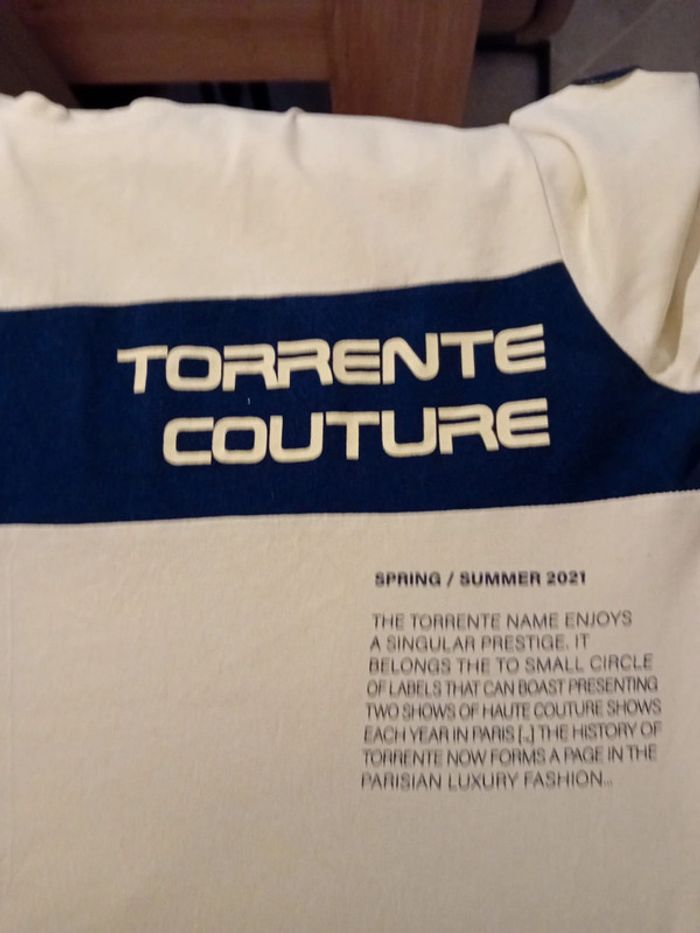 TORRENTE
COUTURE
SPRING / SUMMER 2021
THE TORRENTE NAME ENJOYS
A SINGULAR PRESTIGE. IT
BELONGS THE TO SMALL CIRCLE
OF LABELS THAT CAN BOAST PRESENTING
TWO SHOWS OF HAUTE COUTURE SHOWS
EACH YEAR IN PARIS [...] THE HISTORY OF
TORRENTE NOW FORMS A PAGE IN THE
PARISIAN LUXURY FASHION...